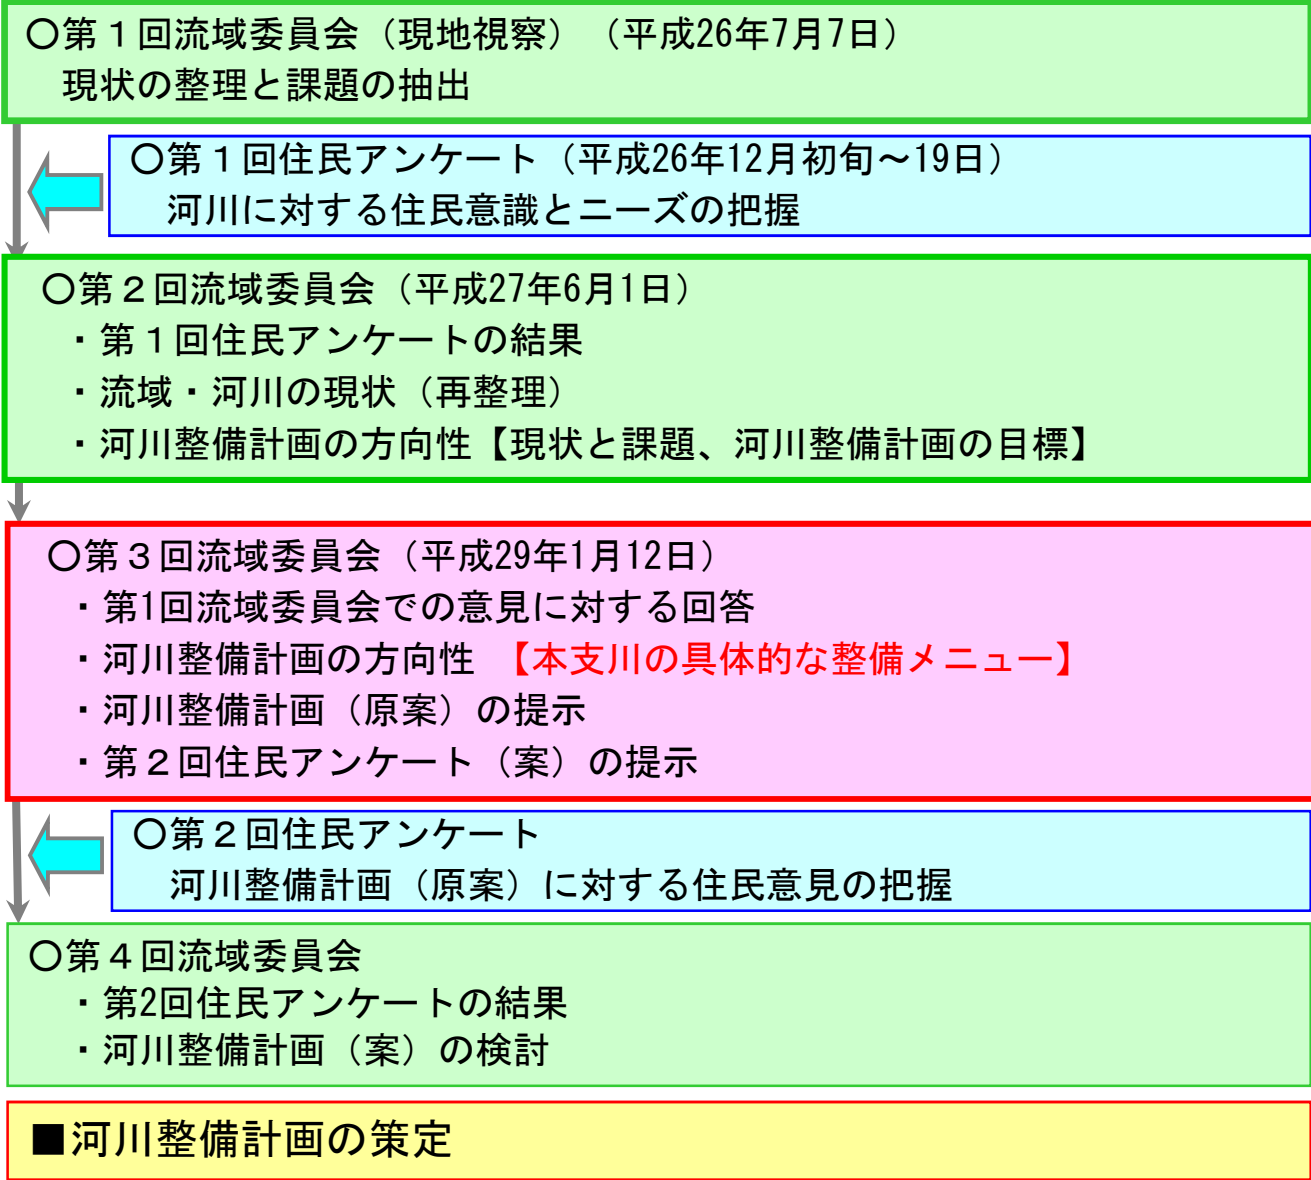 〇第１回流域委員会（現地視察）（平成26年7月7日）
現状の整理と課題の抽出
〇第１回住民アンケート（平成26年12月初旬～19日）
河川に対する住民意識とニーズの把握
〇第２回流域委員会（平成27年6月1日）
・第１回住民アンケートの結果
・流域・河川の現状（再整理）
・河川整備計画の方向性【現状と課題、河川整備計画の目標】
〇第３回流域委員会（平成29年1月12日）
・第1回流域委員会での意見に対する回答
・河川整備計画の方向性　【本支川の具体的な整備メニュー】
・河川整備計画（原案）の提示
・第２回住民アンケート（案）の提示
〇第２回住民アンケート
河川整備計画（原案）に対する住民意見の把握
〇第４回流域委員会
・第2回住民アンケートの結果
・河川整備計画（案）の検討
■河川整備計画の策定